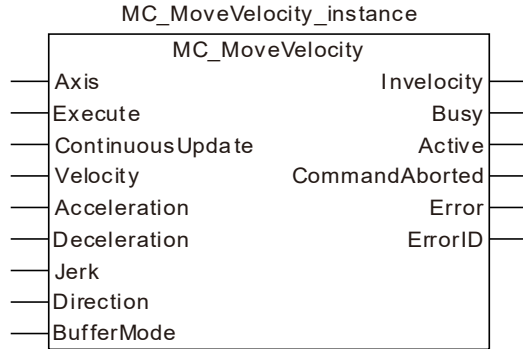 MC_MoveVelocity_instance
MC_MoveVelocity
Axis Invelocity
Execute Busy
ContinuousUpdate Active
Velocity CommandAborted
Acceleration Error
Deceleration ErrorID
Jerk
Direction
BufferMode